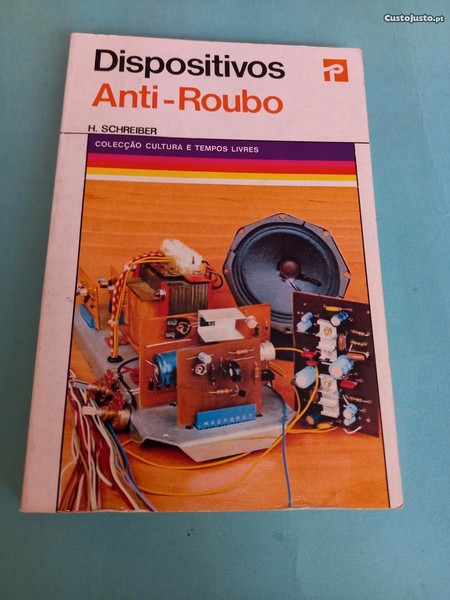 CustoJusto.pt
Dispositivos
Anti-Roubo
H. SCHREIBER
COLECÇÃO CULTURA E TEMPOS LIVRES